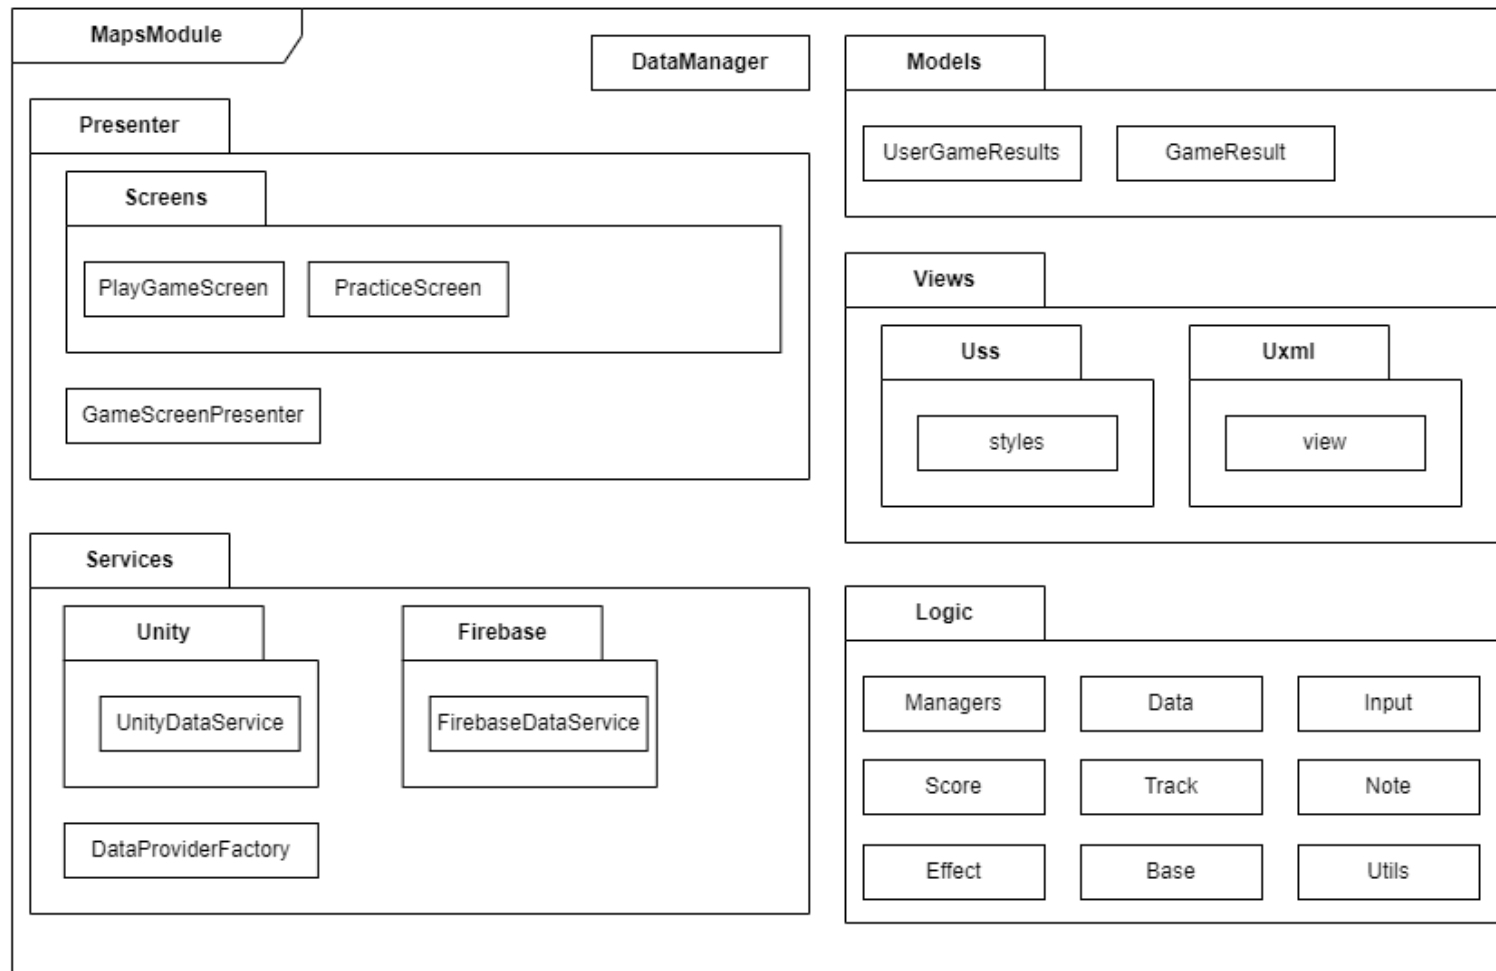 MapsModule
DataManager
Presenter
Screens
PlayGameScreen
PracticeScreen
GameScreenPresenter
Services
Unity
UnityDataService
Firebase
FirebaseDataService
DataProviderFactory
Models
UserGameResults
GameResult
Views
Uss
styles
Uxml
view
Logic
Managers
Data
Input
Score
Track
Note
Effect
Base
Utils